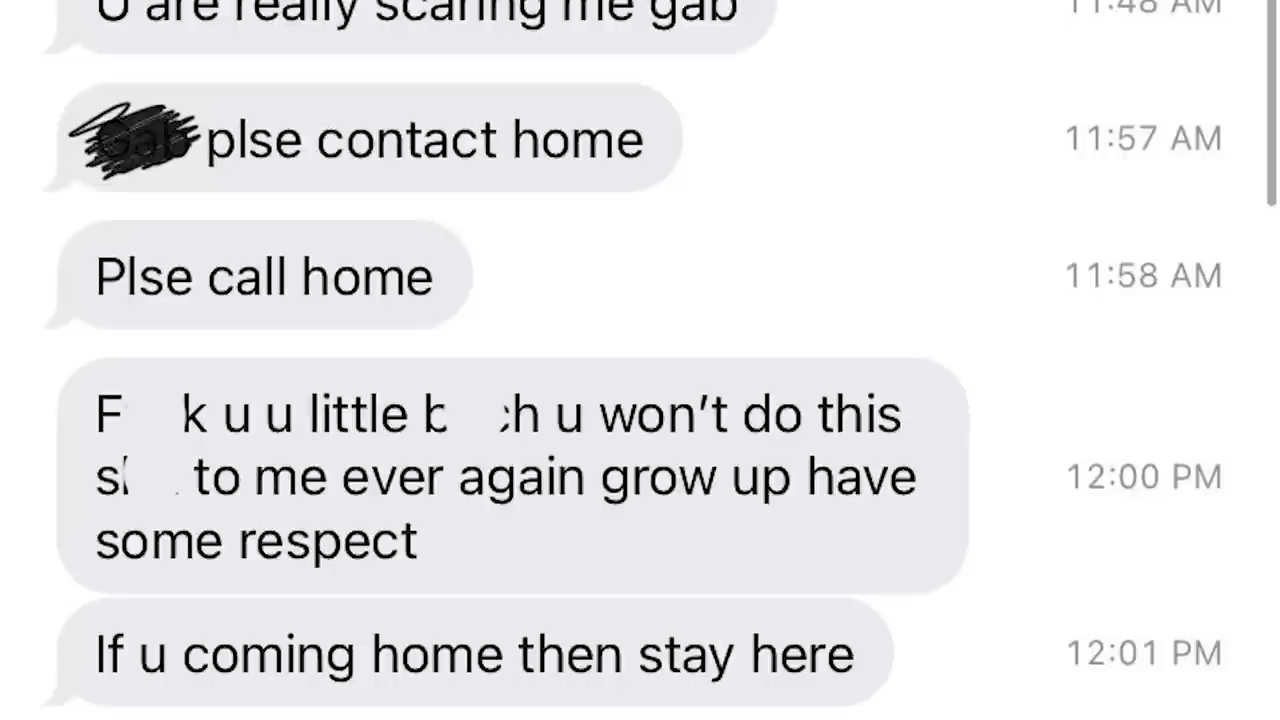 U are really scaring me gab
11:48 AM
Gab plse contact home
11:57 AM
Plse call home
11:58 AM
F k u u little b h u won't do this
s to me ever again grow up have
some respect
12:00 PM
If u coming home then stay here
12:01 PM